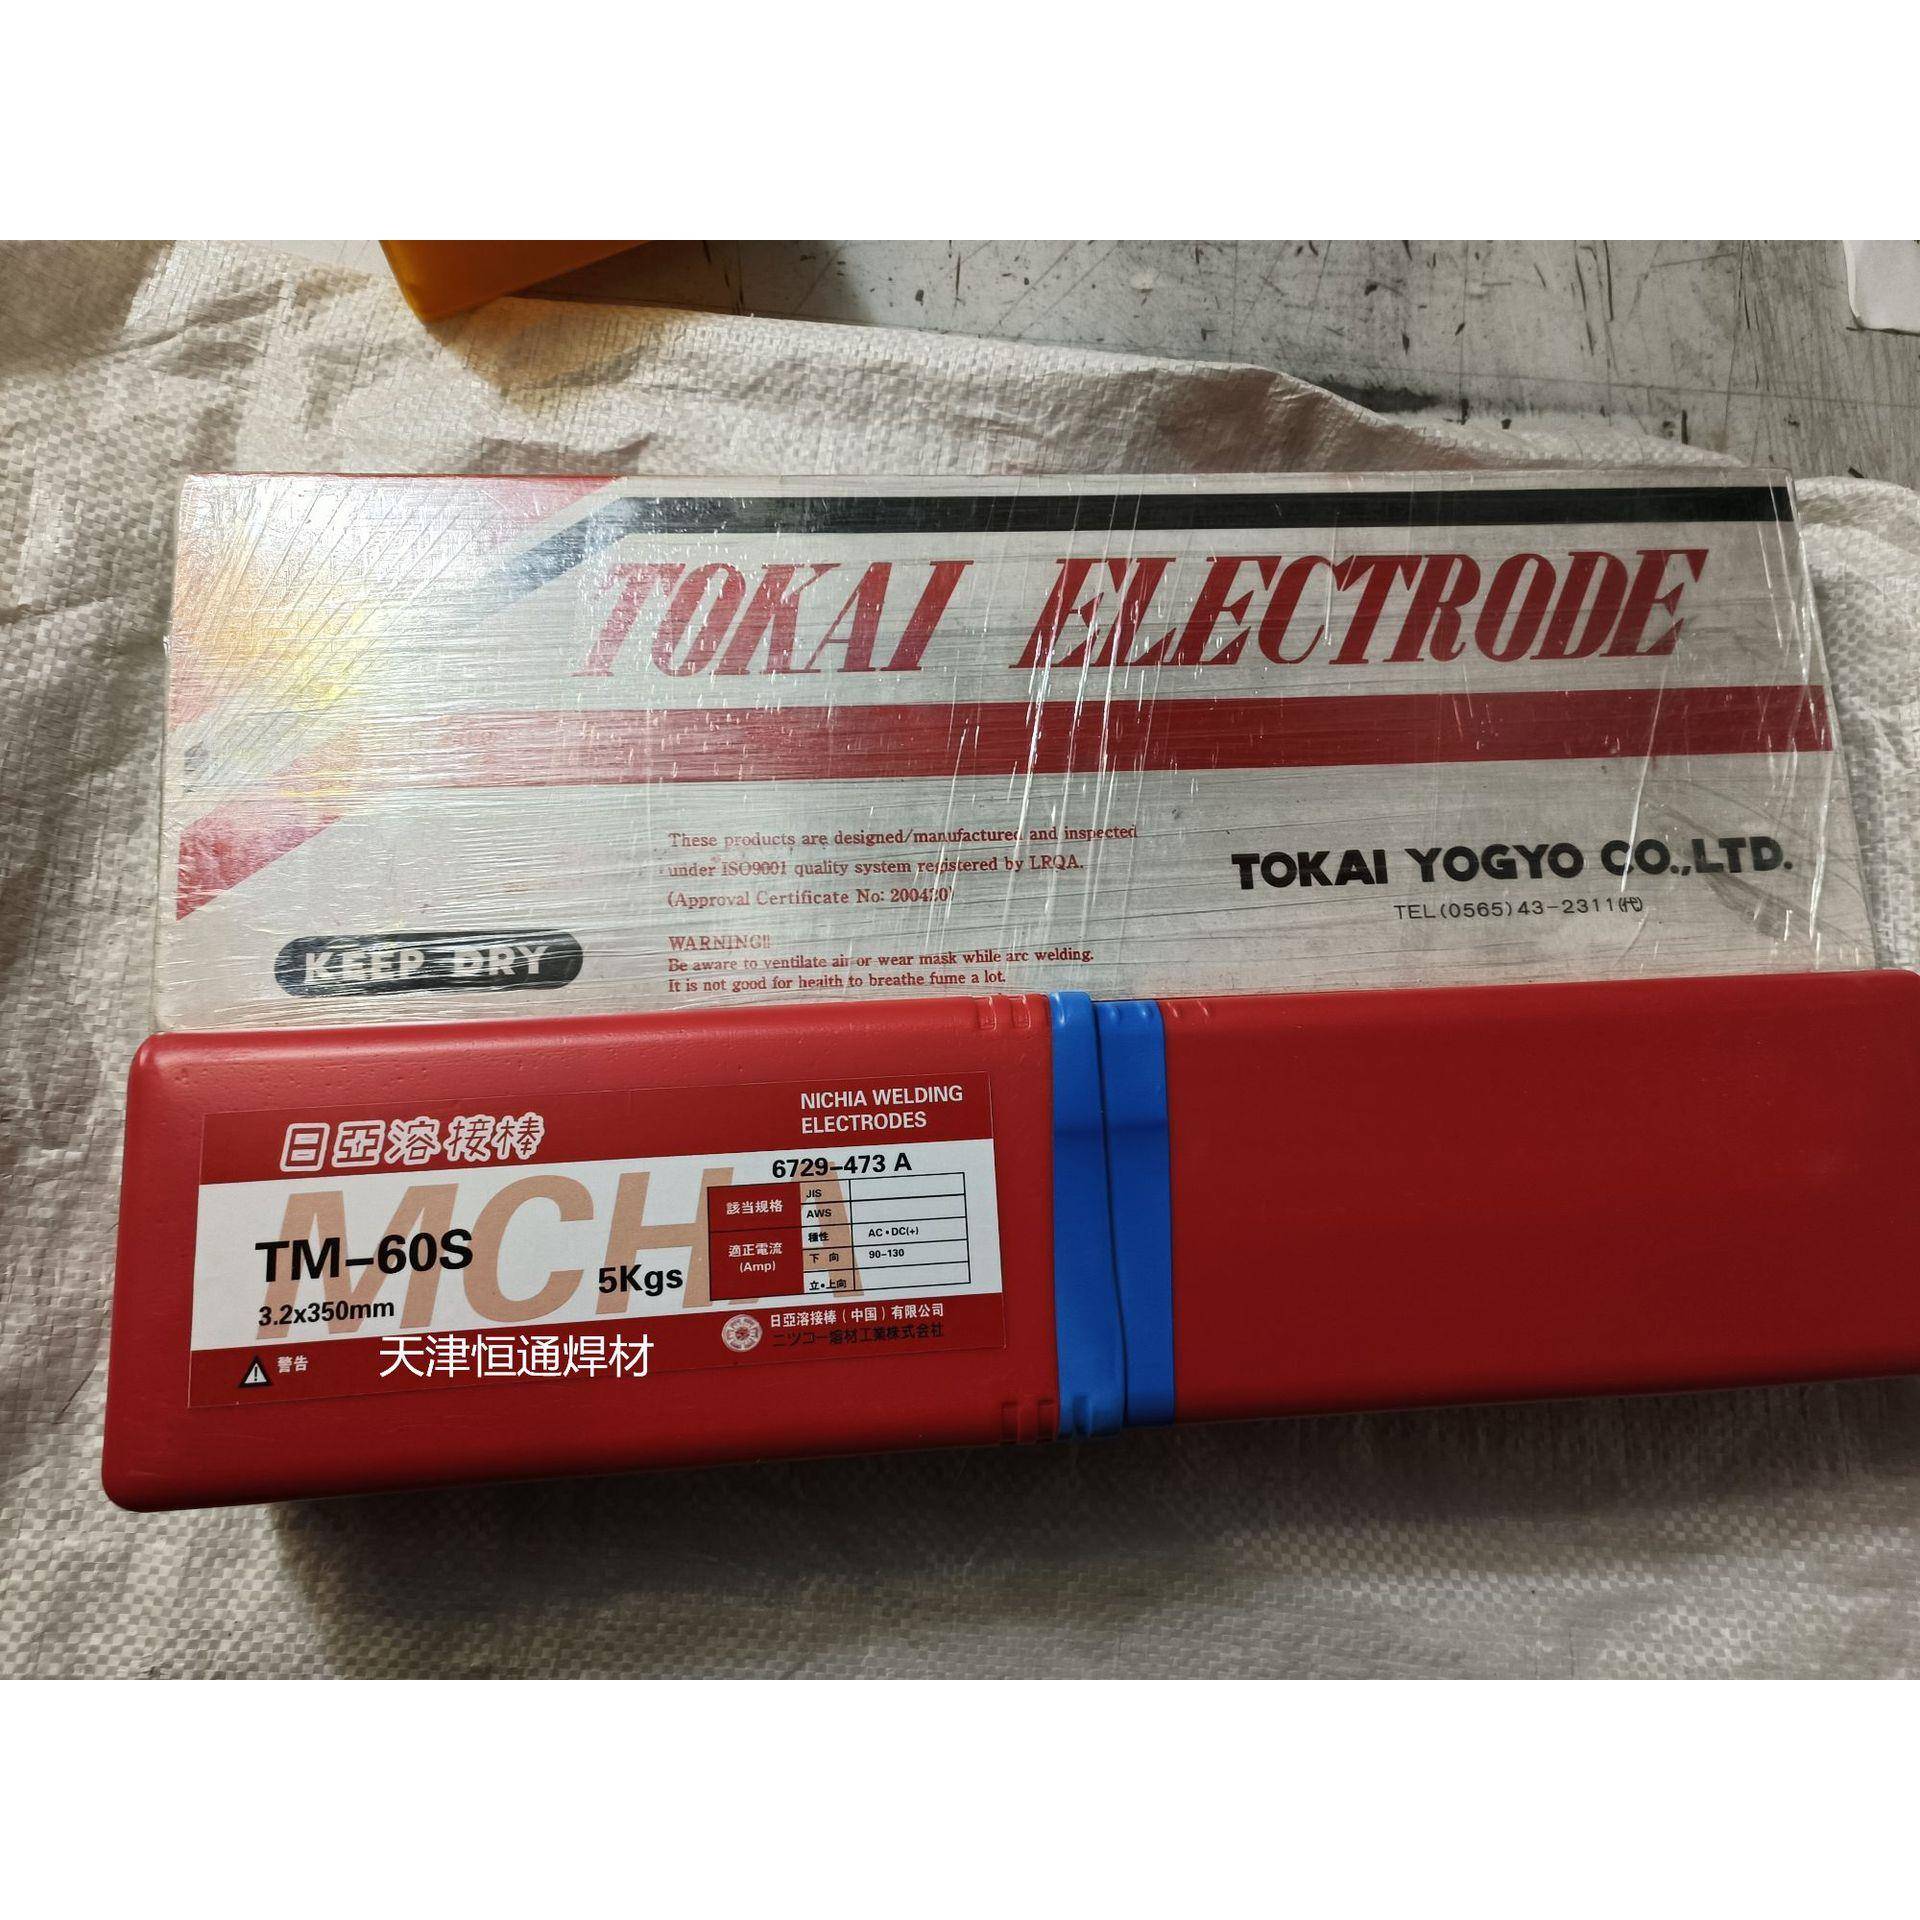 TOKAI ELECTRODE
These products are designed/manufactured and inspected
under ISO9001 quality system registered by LRQA.
(Approval Certificate No: 200420)
TOKAI YOGYO CO.,LTD.
TEL(0565)43-2311(代)
KEEP DRY
WARNING!!
Be aware to ventilate air or wear mask while arc welding.
It is not good for health to breathe fume a lot.
日亞溶接棒
NICHIA WELDING
ELECTRODES
MCHA
6729-473 A
TM-60S
5Kgs
3.2x350mm
該当规格
JIS
AWS
適正電流
(Amp)
種性 AC・DC(+)
下 向 90-130
立・上向
日亞溶接棒(中国)有限公司
ニツコー溶材工業株式会社
警告
天津恒通焊材